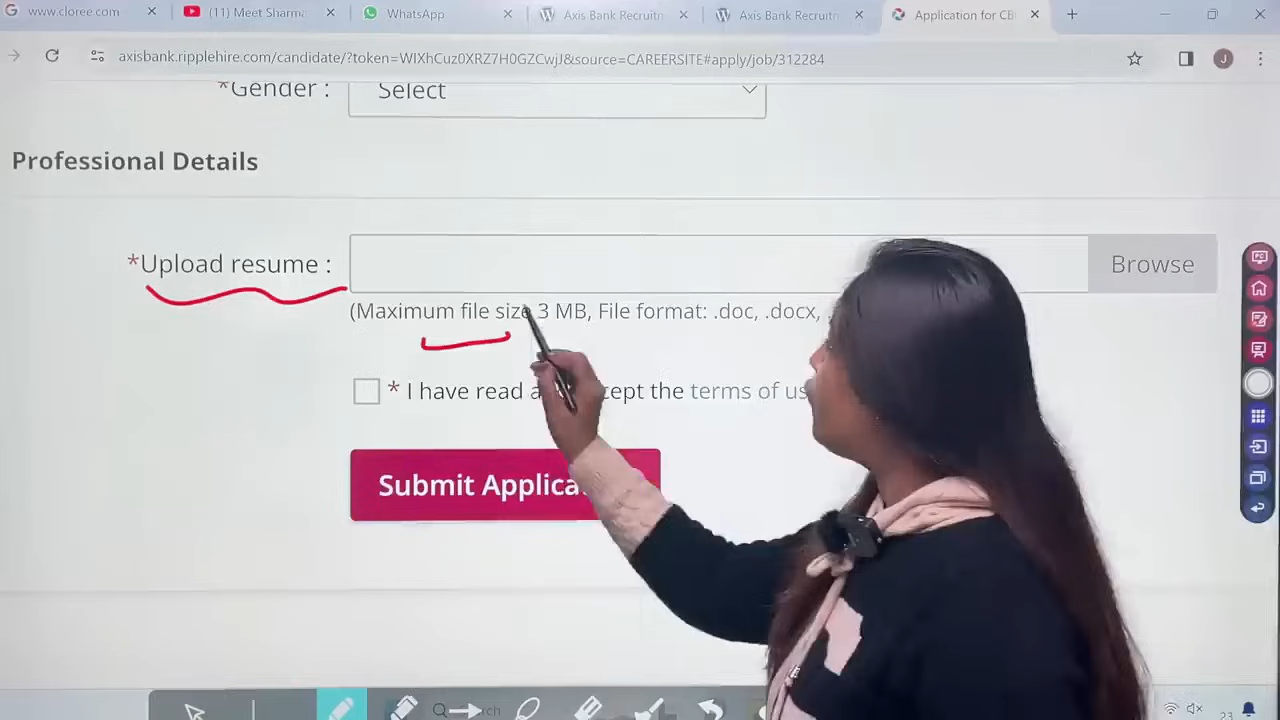 www.cloree.com
(11) Meet Sharma
WhatsApp
Axis Bank Recruitm
Axis Bank Recruitm
Application for CB
axisbank.ripplehire.com/candidate/?token=WIXhCuz0XRZ7H0GZCwjJ&source=CAREERSITE#apply/job/312284
J
*Gender :
Select
Professional Details
*Upload resume :
Browse
(Maximum file size 3 MB, File format: .doc, .docx,
* I have read a cept the terms of us
Submit Applica
23